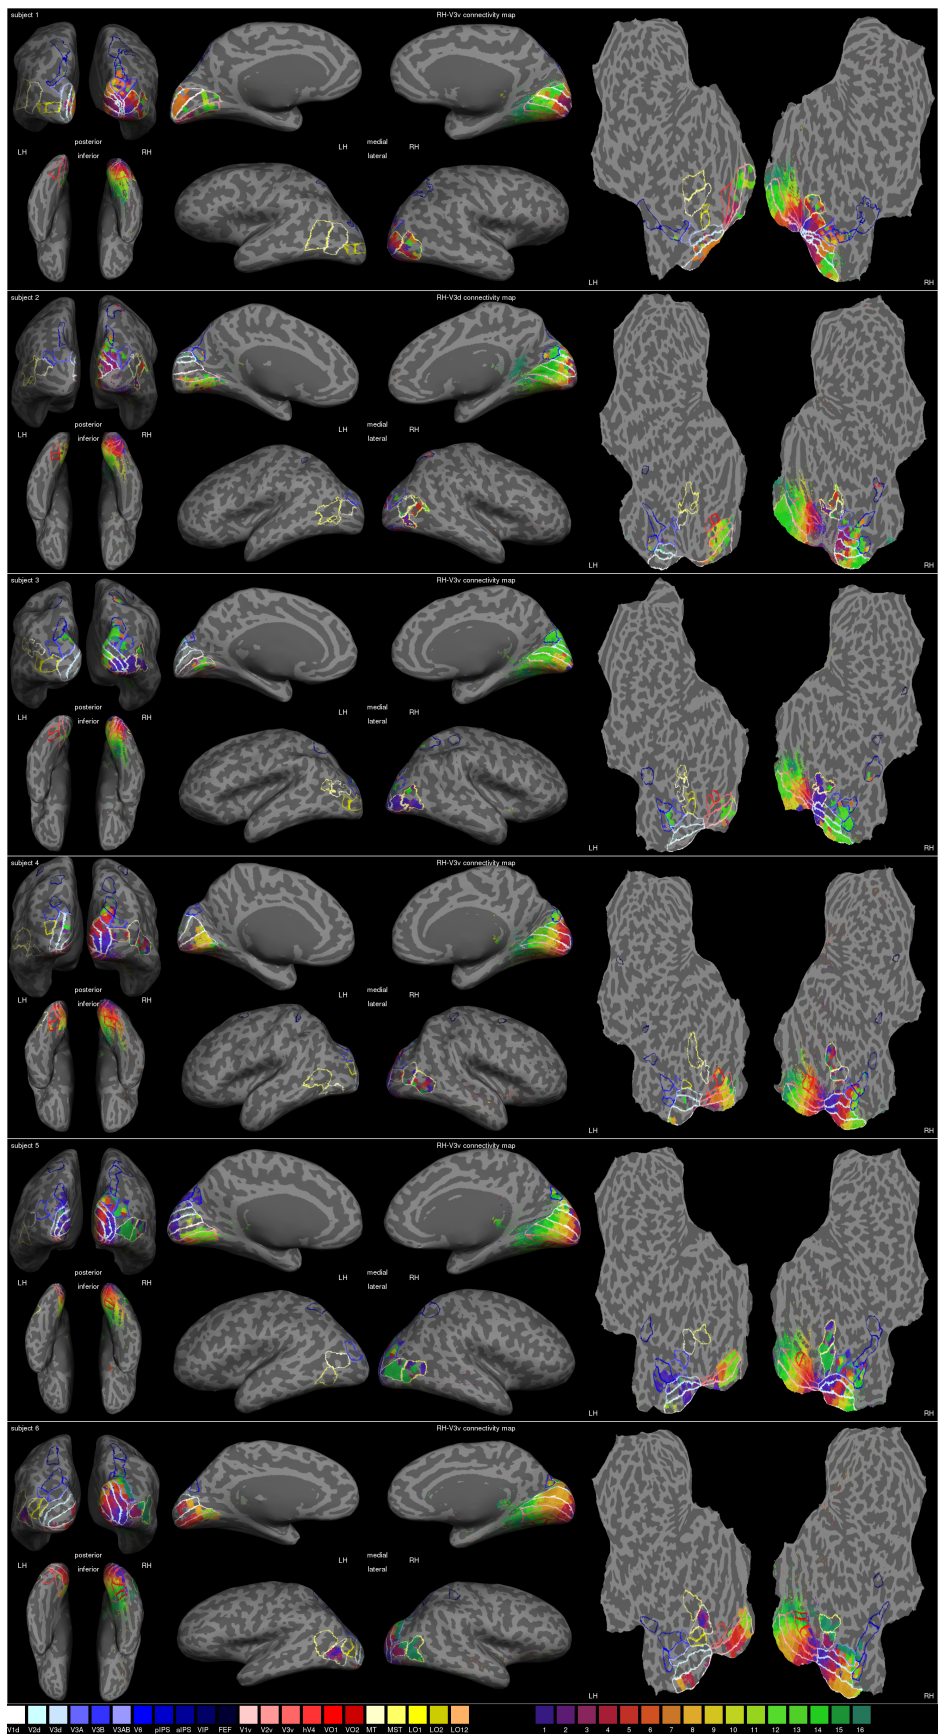 subject 1 RH-V3v connectivity map
posterior
LH inferior RH
LH medial
lateral RH
LH RH
subject 2 RH-V3d connectivity map
posterior
LH inferior RH
LH medial RH
lateral
LH RH
subject 3 RH-V3v connectivity map
posterior
LH inferior RH
LH medial RH
lateral
LH RH
subject 4 RH-V3v connectivity map
posterior
LH inferior RH
LH medial RH
lateral
LH RH
subject 5 RH-V3v connectivity map
posterior
LH inferior RH
LH medial RH
lateral
LH RH
subject 6 RH-V3v connectivity map
posterior
LH inferior RH
LH medial RH
lateral
LH RH
V1d V2d V3d V3A V3B V3AB V6 pIPS aIPS VIP FEF V1v V2v V3v hV4 VO1 VO2 MT MST LO1 LO2 LO12 1 2 3 4 5 6 7 8 9 10 11 12 13 14 15 16